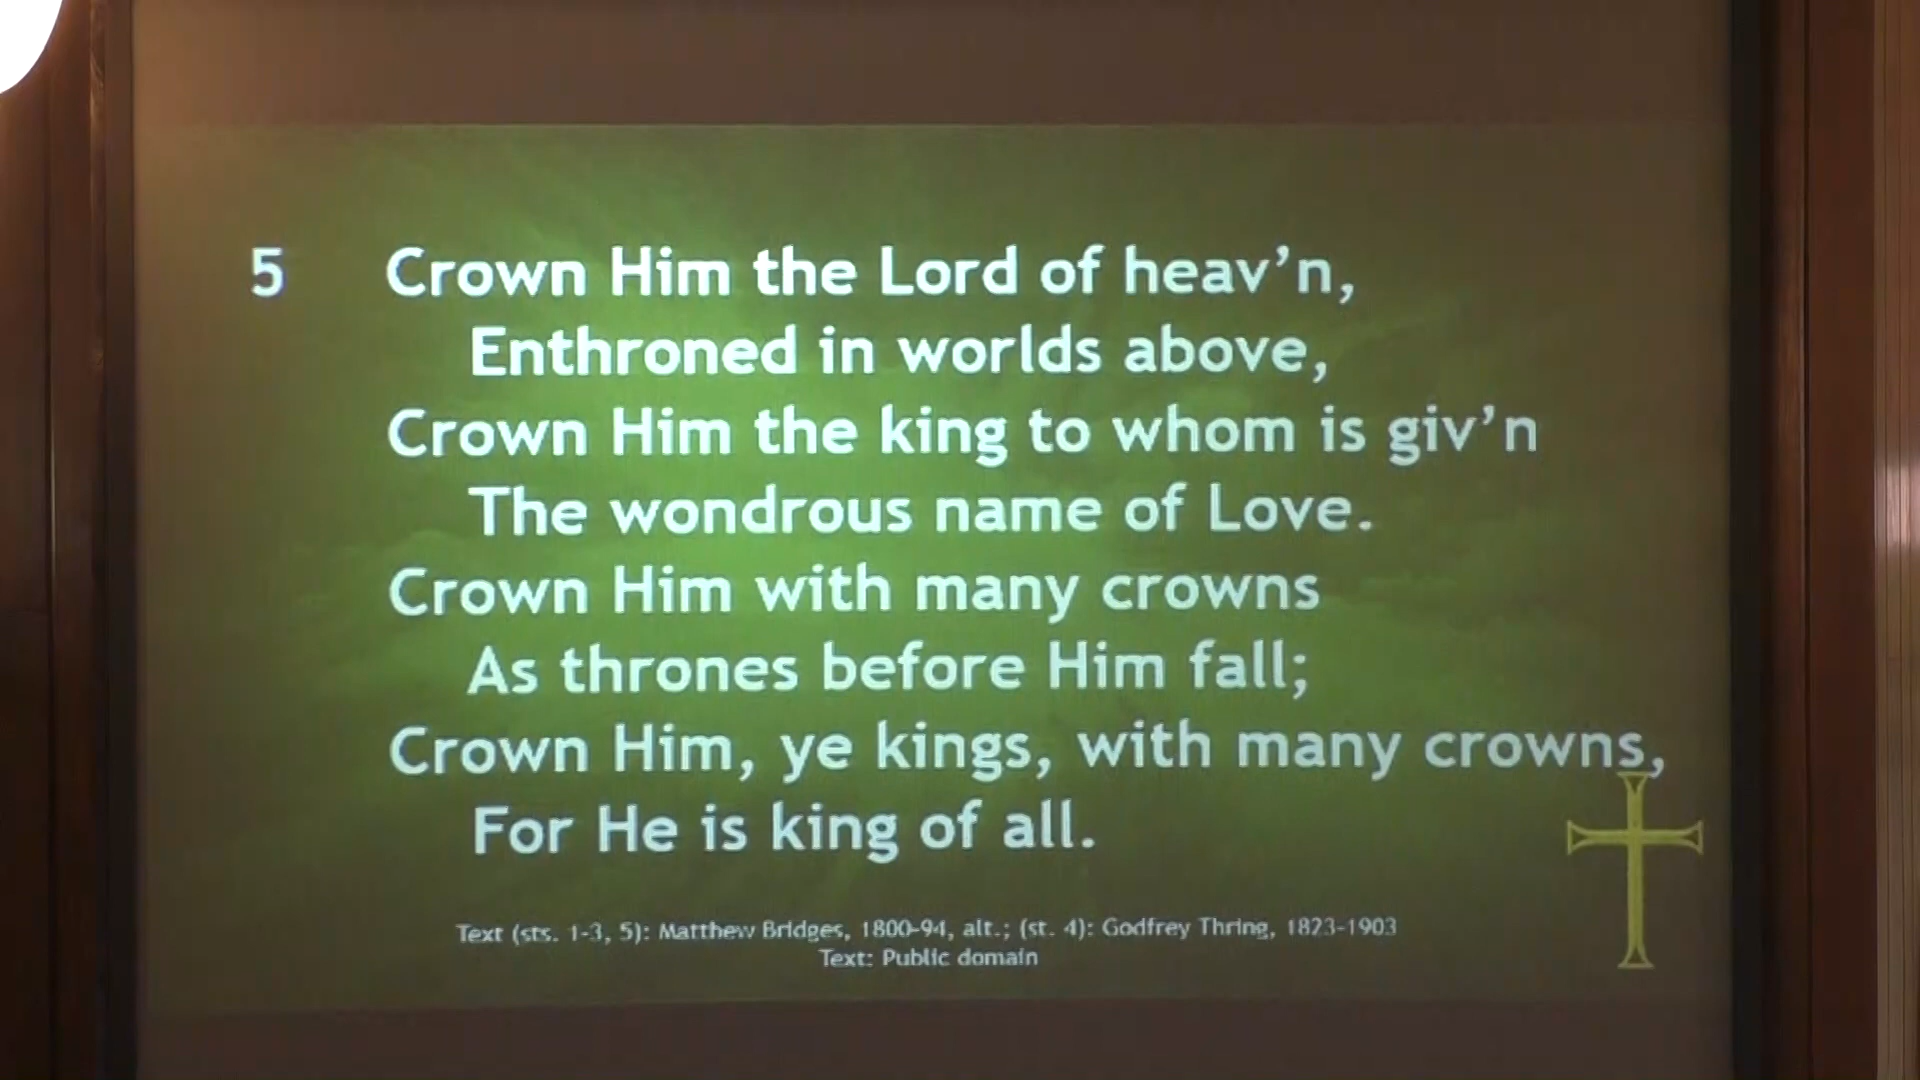 5 Crown Him the Lord of heav’n,
Enthroned in worlds above,
Crown Him the king to whom is giv’n
The wondrous name of Love.
Crown Him with many crowns
As thrones before Him fall;
Crown Him, ye kings, with many crowns,
For He is king of all.
Text (sts. 1-3, 5): Matthew Bridges, 1800-94, alt.; (st. 4): Godfrey Thring, 1823-1903
Text: Public domain